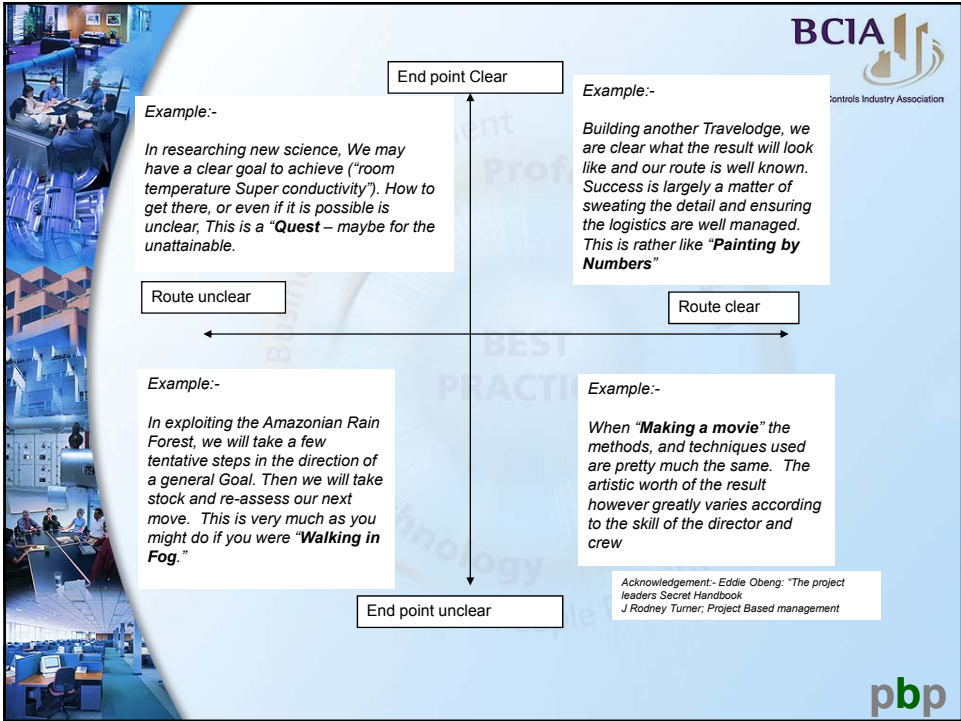 BCIA
Controls Industry Association
End point Clear
Example:-
In researching new science, We may
have a clear goal to achieve (“room
temperature Super conductivity”). How to
get there, or even if it is possible is
unclear, This is a “Quest – maybe for the
unattainable.
Example:-
Building another Travelodge, we
are clear what the result will look
like and our route is well known.
Success is largely a matter of
sweating the detail and ensuring
the logistics are well managed.
This is rather like “Painting by
Numbers”
Route unclear
Route clear
BEST
Example:-
In exploiting the Amazonian Rain
Forest, we will take a few
tentative steps in the direction of
a general Goal. Then we will take
stock and re-assess our next
move. This is very much as you
might do if you were “Walking in
Fog.”
Example:-
When “Making a movie” the
methods, and techniques used
are pretty much the same. The
artistic worth of the result
however greatly varies according
to the skill of the director and
crew
End point unclear
Acknowledgement:- Eddie Obeng: “The project
leaders Secret Handbook
J Rodney Turner; Project Based management
pbp